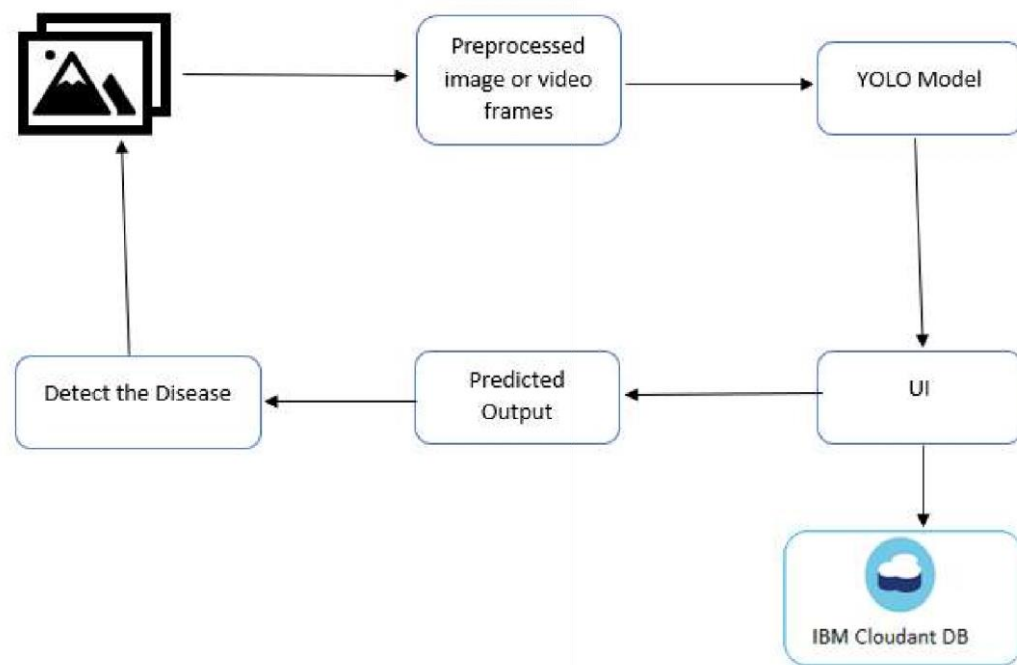 Preprocessed
image or video
frames
YOLO Model
Detect the Disease
Predicted
Output
UI
IBM Cloudant DB